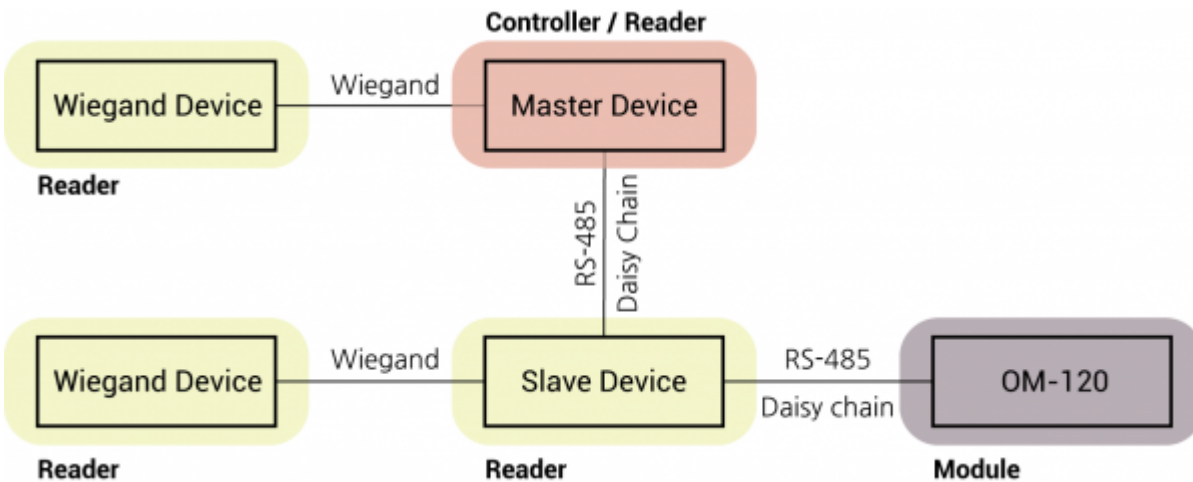 Controller / Reader
Wiegand Device
Wiegand
Master Device
Reader
RS-485
Daisy Chain
Wiegand Device
Wiegand
Slave Device
RS-485
Daisy chain
OM-120
Reader
Reader
Module